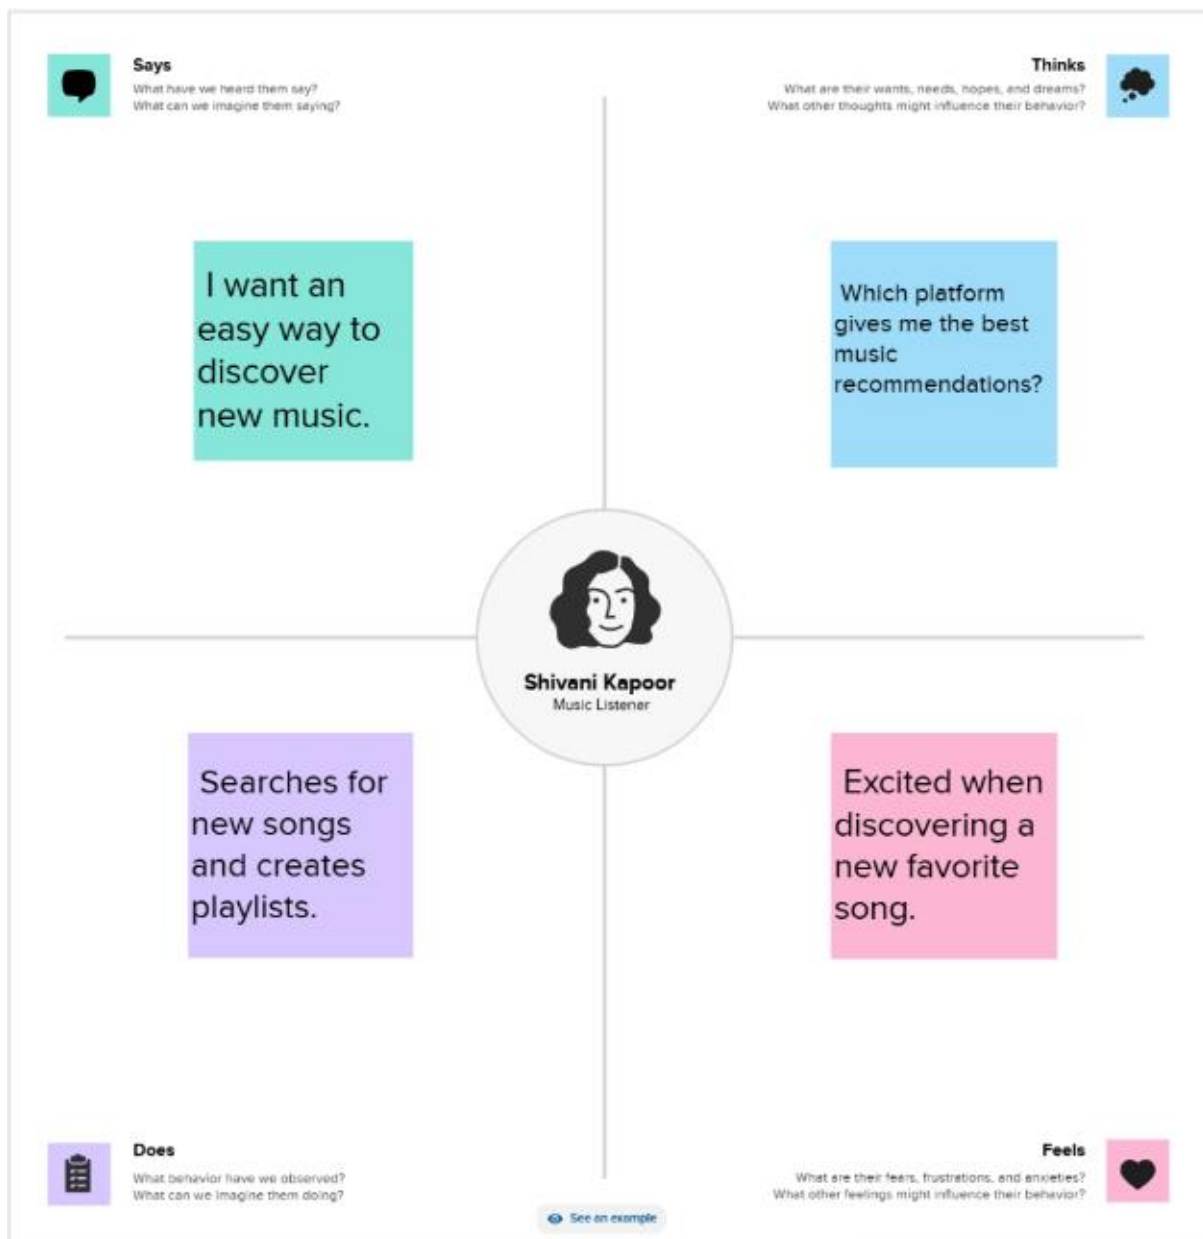 Says
What have we heard them say?
What can we imagine them saying?
Thinks
What are their wants, needs, hopes, and dreams?
What other thoughts might influence their behavior?
I want an
easy way to
discover
new music.
Which platform
gives me the best
music
recommendations?
Shivani Kapoor
Music Listener
Searches for
new songs
and creates
playlists.
Excited when
discovering a
new favorite
song.
Does
What behavior have we observed?
What can we imagine them doing?
Feels
What are their fears, frustrations, and anxieties?
What other feelings might influence their behavior?
See an example